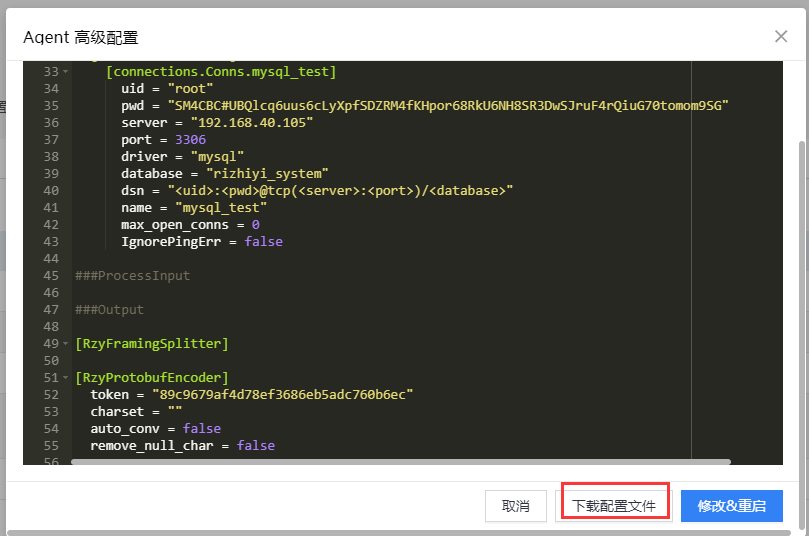 Agent 高级配置
33 [connections.Conns.mysql_test]
34 uid = "root"
35 pwd = "SM4CBC#UBQlcq6uus6cLyXpfSDZRM4fKHpor68RkU6NH8SR3DwSJruF4rQiuG70tomom9SG"
36 server = "192.168.40.105"
37 port = 3306
38 driver = "mysql"
39 database = "rizhiyi_system"
40 dsn = "<uid>:<pwd>@tcp(<server>:<port>)/<database>"
41 name = "mysql_test"
42 max_open_conns = 0
43 IgnorePingErr = false
44
45 ###ProcessInput
46
47 ###Output
48
49 [RzyFramingSplitter]
50
51 [RzyProtobufEncoder]
52 token = "89c9679af4d78ef3686eb5adc760b6ec"
53 charset = ""
54 auto_conv = false
55 remove_null_char = false
56
取消 下载配置文件 修改&重启